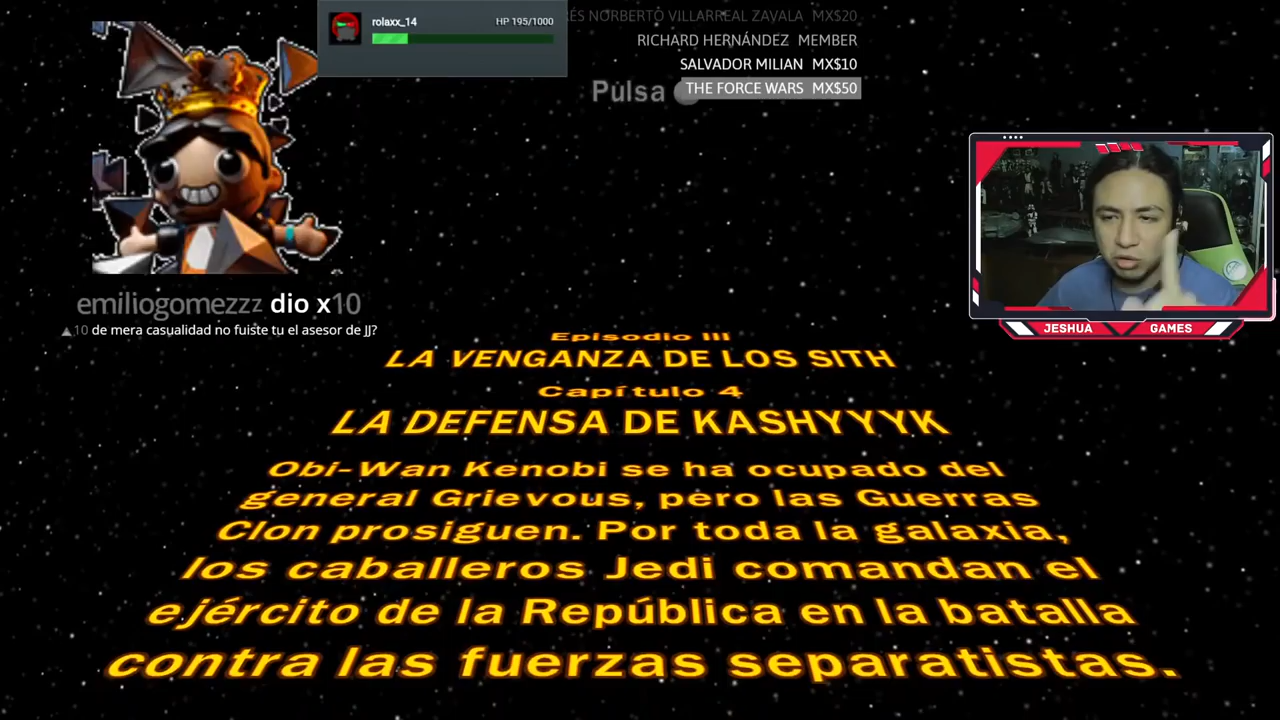 rolaxx_14 HP 195/1000
RÉS NORBERTO VILLARREAL ZAVALA MX$20
RICHARD HERNÁNDEZ MEMBER
SALVADOR MILIAN MX$10
Pulsa
THE FORCE WARS MX$50
emiliogomezzz dio x10
10 de mera casualidad no fuiste tu el asesor de JJ?
JESHUA GAMES
Episodio III
LA VENGANZA DE LOS SITH
Capítulo 4
LA DEFENSA DE KASHYYYK
Obi-Wan Kenobi se ha ocupado del
general Grievous, pero las Guerras
Clon prosiguen. Por toda la galaxia,
los caballeros Jedi comandan el
ejército de la República en la batalla
contra las fuerzas separatistas.